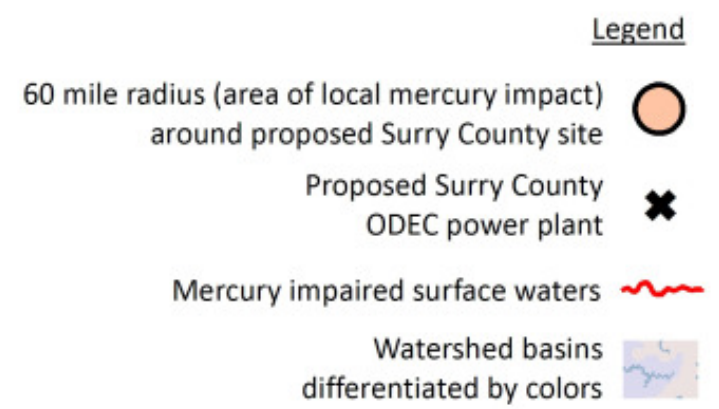 Legend
60 mile radius (area of local mercury impact)
around proposed Surry County site
Proposed Surry County
ODEC power plant
Mercury impaired surface waters
Watershed basins
differentiated by colors